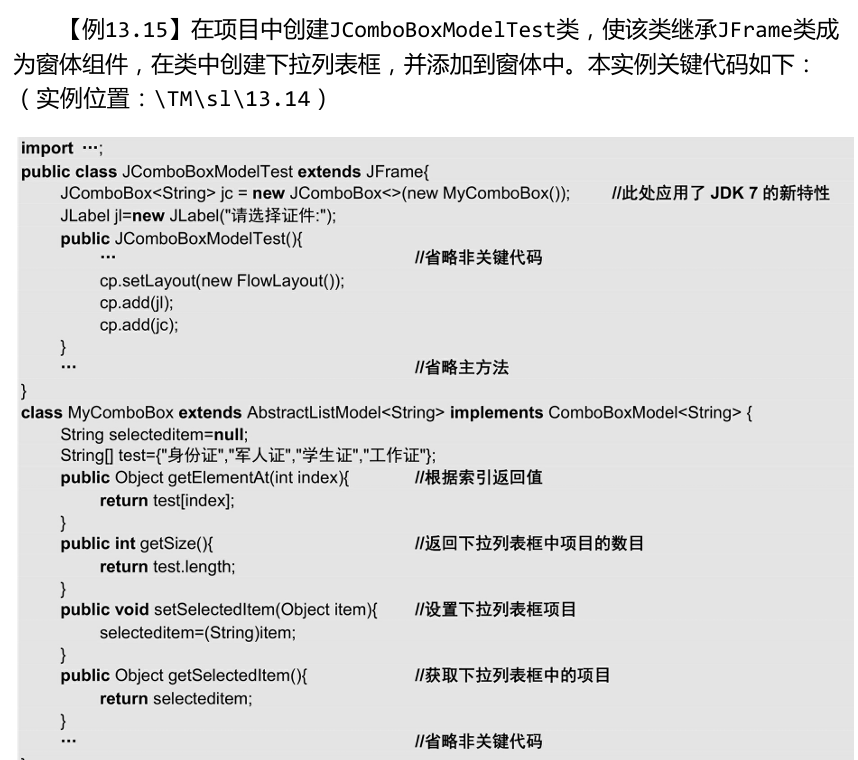 【例13.15】在项目中创建JComboBoxModelTest类，使该类继承JFrame类成
为窗体组件，在类中创建下拉列表框，并添加到窗体中。本实例关键代码如下：
（实例位置：\TM\sl\13.14）
import …;
public class JComboBoxModelTest extends JFrame{
JComboBox<String> jc = new JComboBox<>(new MyComboBox()); //此处应用了 JDK 7 的新特性
JLabel jl=new JLabel("请选择证件:");
public JComboBoxModelTest(){
… //省略非关键代码
cp.setLayout(new FlowLayout());
cp.add(jl);
cp.add(jc);
}
… //省略主方法
}
class MyComboBox extends AbstractListModel<String> implements ComboBoxModel<String> {
String selecteditem=null;
String[] test={"身份证","军人证","学生证","工作证"};
public Object getElementAt(int index){ //根据索引返回值
return test[index];
}
public int getSize(){ //返回下拉列表框中项目的数目
return test.length;
}
public void setSelectedItem(Object item){ //设置下拉列表框项目
selecteditem=(String)item;
}
public Object getSelectedItem(){ //获取下拉列表框中的项目
return selecteditem;
}
… //省略非关键代码